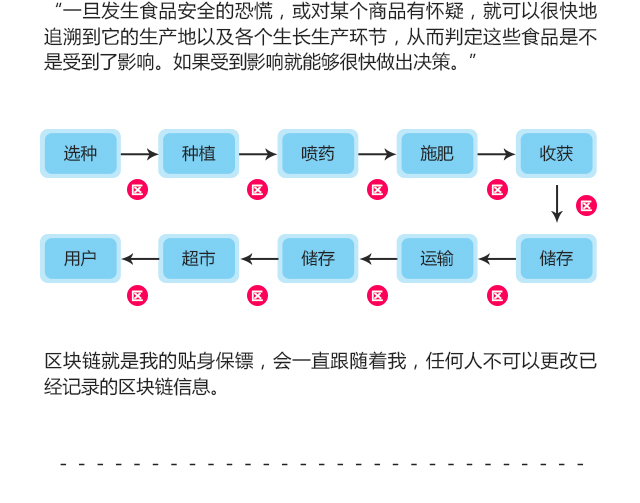 “一旦发生食品安全的恐慌，或对某个商品有怀疑，就可以很快地
追溯到它的生产地以及各个生长生产环节，从而判定这些食品是不
是受到了影响。如果受到影响就能够很快做出决策。”
选种 种植 喷药 施肥 收获
区 区 区 区
区
用户 超市 储存 运输 储存
区 区 区 区
区块链就是我的贴身保镖，会一直跟随着我，任何人不可以更改已
经记录的区块链信息。